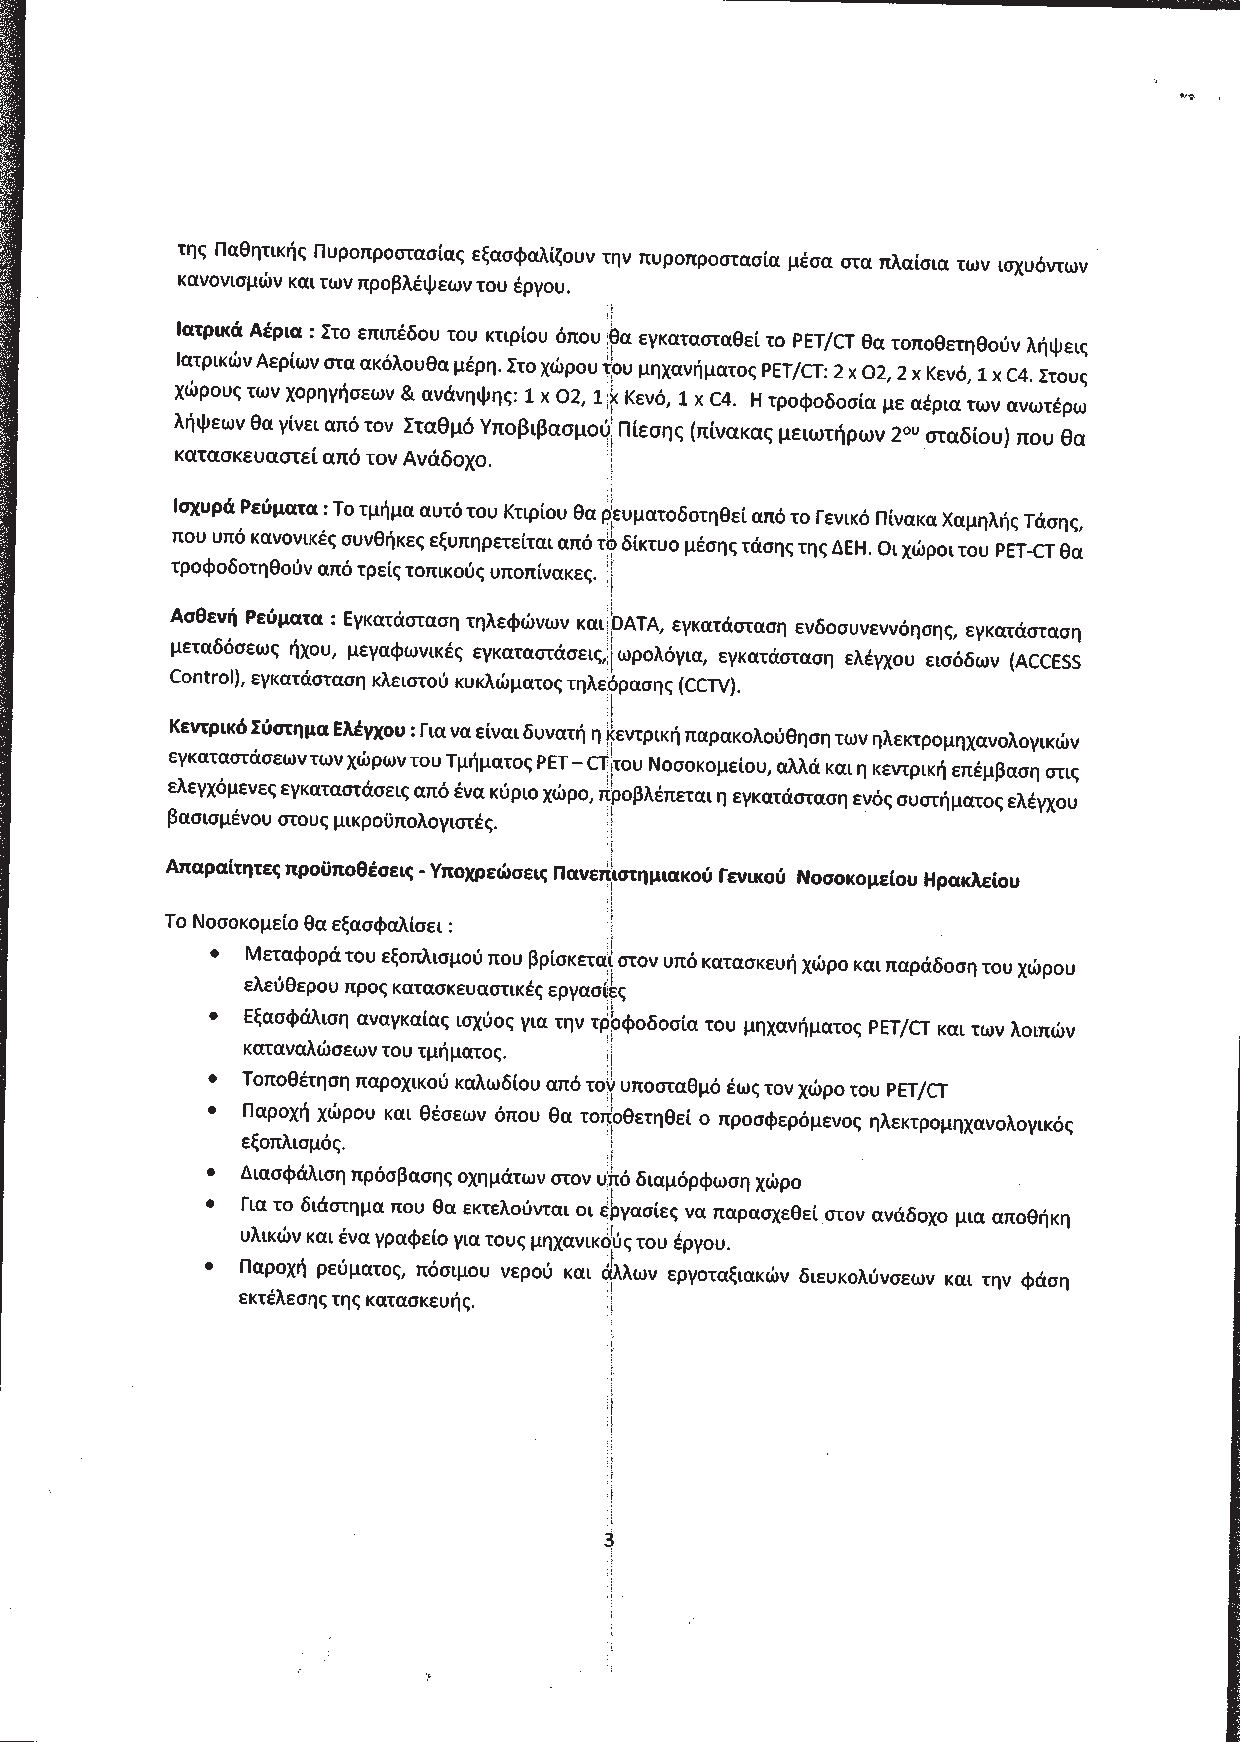 της Παθητικής Πυροπροστασίας εξασφαλίζουν την πυροπροστασία μέσα στα πλαίσια των ισχυόντων
κανονισμών και των προβλέψεων του έργου.
Ιατρικά Αέρια : Στο επιπέδου του κτιρίου όπου θα εγκατασταθεί το PET/CT θα τοποθετηθούν λήψεις
Ιατρικών Αερίων στα ακόλουθα μέρη. Στο χώρου του μηχανήματος PET/CT: 2 x O2, 2 x Κενό, 1 x C4. Στους
χώρους των χορηγήσεων & ανάνηψης: 1 x O2, 1 x Κενό, 1 x C4. Η τροφοδοσία με αέρια των ανωτέρω
λήψεων θα γίνει από τον Σταθμό Υποβιβασμού Πίεσης (πίνακας μειωτήρων 2ου σταδίου) που θα
κατασκευαστεί από τον Ανάδοχο.
Ισχυρά Ρεύματα : Το τμήμα αυτό του Κτιρίου θα ρευματοδοτηθεί από το Γενικό Πίνακα Χαμηλής Τάσης,
που υπό κανονικές συνθήκες εξυπηρετείται από το δίκτυο μέσης τάσης της ΔΕΗ. Οι χώροι του PET-CT θα
τροφοδοτηθούν από τρείς τοπικούς υποπίνακες.
Ασθενή Ρεύματα : Εγκατάσταση τηλεφώνων και DATA, εγκατάσταση ενδοσυνεννόησης, εγκατάσταση
μεταδόσεως ήχου, μεγαφωνικές εγκαταστάσεις, ωρολόγια, εγκατάσταση ελέγχου εισόδων (ACCESS
Control), εγκατάσταση κλειστού κυκλώματος τηλεόρασης (CCTV).
Κεντρικό Σύστημα Ελέγχου : Για να είναι δυνατή η κεντρική παρακολούθηση των ηλεκτρομηχανολογικών
εγκαταστάσεων των χώρων του Τμήματος PET – CT του Νοσοκομείου, αλλά και η κεντρική επέμβαση στις
ελεγχόμενες εγκαταστάσεις από ένα κύριο χώρο, προβλέπεται η εγκατάσταση ενός συστήματος ελέγχου
βασισμένου στους μικροϋπολογιστές.
Απαραίτητες προϋποθέσεις - Υποχρεώσεις Πανεπιστημιακού Γενικού Νοσοκομείου Ηρακλείου
Το Νοσοκομείο θα εξασφαλίσει :
• Μεταφορά του εξοπλισμού που βρίσκεται στον υπό κατασκευή χώρο και παράδοση του χώρου
ελεύθερου προς κατασκευαστικές εργασίες
• Εξασφάλιση αναγκαίας ισχύος για την τροφοδοσία του μηχανήματος PET/CT και των λοιπών
καταναλώσεων του τμήματος.
• Τοποθέτηση παροχικού καλωδίου από τον υποσταθμό έως τον χώρο του PET/CT
• Παροχή χώρου και θέσεων όπου θα τοποθετηθεί ο προσφερόμενος ηλεκτρομηχανολογικός
εξοπλισμός.
• Διασφάλιση πρόσβασης οχημάτων στον υπό διαμόρφωση χώρο
• Για το διάστημα που θα εκτελούνται οι εργασίες να παρασχεθεί στον ανάδοχο μια αποθήκη
υλικών και ένα γραφείο για τους μηχανικούς του έργου.
• Παροχή ρεύματος, πόσιμου νερού και άλλων εργοταξιακών διευκολύνσεων και την φάση
εκτέλεσης της κατασκευής.
3